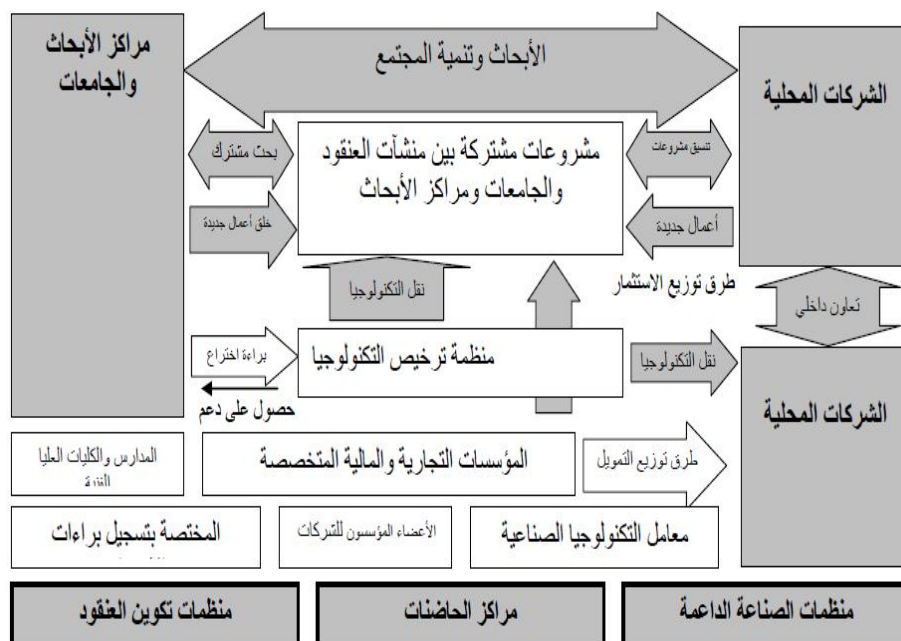 الأبحاث وتنمية المجتمع
الشركات المحلية
مراكز الأبحاث
والجامعات
تنسيق مشروعات
مشروعات مشتركة بين منشآت العنقود
والجامعات ومراكز الأبحاث
بحث مشترك
أعمال جديدة
خلق أعمال جديدة
طرق توزيع الاستثمار
نقل التكنولوجيا
تعاون داخلي
نقل التكنولوجيا
منظمة ترخيص التكنولوجيا
براءة اختراع
حصول على دعم
الشركات المحلية
طرق توزيع التمويل
المؤسسات التجارية والمالية المتخصصة
المدارس والكليات العليا
معامل التكنولوجيا الصناعية
الأعضاء المؤسسون للشركات
المختصة بتسجيل براءات
منظمات الصناعة الداعمة
مراكز الحاضنات
منظمات تكوين العنقود